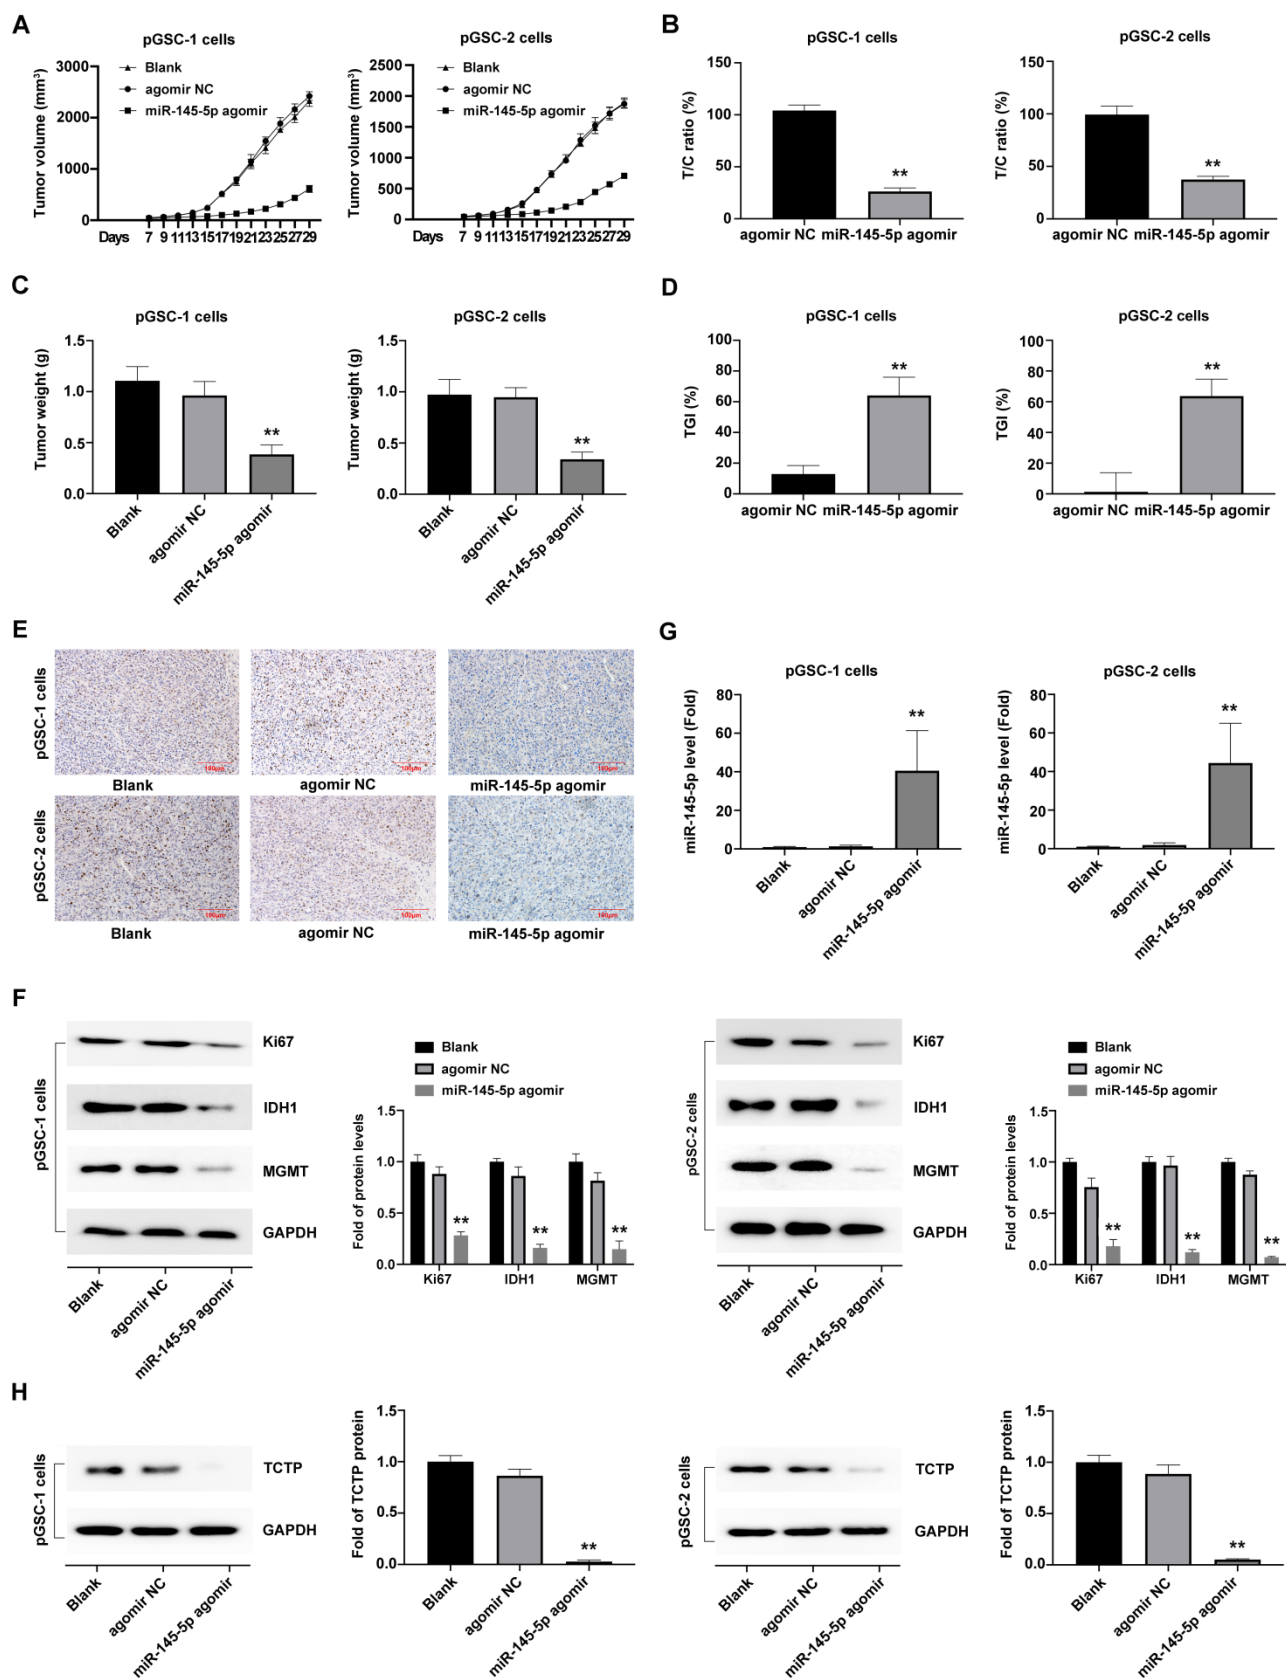 A
pGSC-1 cells
Tumor volume (mm³)
3000
2000
1000
0
Blank
agomir NC
miR-145-5p agomir
Days
7 9 11 13 15 17 19 21 23 25 27 29
pGSC-2 cells
Tumor volume (mm³)
2500
2000
1500
1000
500
0
Blank
agomir NC
miR-145-5p agomir
Days
7 9 11 13 15 17 19 21 23 25 27 29
B
pGSC-1 cells
T/C ratio (%)
150
100
50
0
**
agomir NC miR-145-5p agomir
pGSC-2 cells
T/C ratio (%)
150
100
50
0
**
agomir NC miR-145-5p agomir
C
pGSC-1 cells
Tumor weight (g)
1.5
1.0
0.5
0.0
**
Blank
agomir NC
miR-145-5p agomir
pGSC-2 cells
Tumor weight (g)
1.5
1.0
0.5
0.0
**
Blank
agomir NC
miR-145-5p agomir
D
pGSC-1 cells
TGI (%)
100
80
60
40
20
0
**
agomir NC miR-145-5p agomir
pGSC-2 cells
TGI (%)
100
80
60
40
20
0
**
agomir NC miR-145-5p agomir
E
pGSC-1 cells
100μm
100μm
100μm
Blank
agomir NC
miR-145-5p agomir
pGSC-2 cells
100μm
100μm
100μm
Blank
agomir NC
miR-145-5p agomir
G
pGSC-1 cells
miR-145-5p level (Fold)
80
60
40
20
0
**
Blank
agomir NC
miR-145-5p agomir
pGSC-2 cells
miR-145-5p level (Fold)
80
60
40
20
0
**
Blank
agomir NC
miR-145-5p agomir
F
pGSC-1 cells
Ki67
IDH1
MGMT
GAPDH
Blank
agomir NC
miR-145-5p agomir
Blank
agomir NC
miR-145-5p agomir
Fold of protein levels
1.5
1.0
0.5
0.0
**
**
**
Ki67 IDH1 MGMT
pGSC-2 cells
Ki67
IDH1
MGMT
GAPDH
Blank
agomir NC
miR-145-5p agomir
Blank
agomir NC
miR-145-5p agomir
Fold of protein levels
1.5
1.0
0.5
0.0
**
**
**
Ki67 IDH1 MGMT
H
pGSC-1 cells
TCTP
GAPDH
Blank
agomir NC
miR-145-5p agomir
Fold of TCTP protein
1.5
1.0
0.5
0.0
**
Blank
agomir NC
miR-145-5p agomir
pGSC-2 cells
TCTP
GAPDH
Blank
agomir NC
miR-145-5p agomir
Fold of TCTP protein
1.5
1.0
0.5
0.0
**
Blank
agomir NC
miR-145-5p agomir